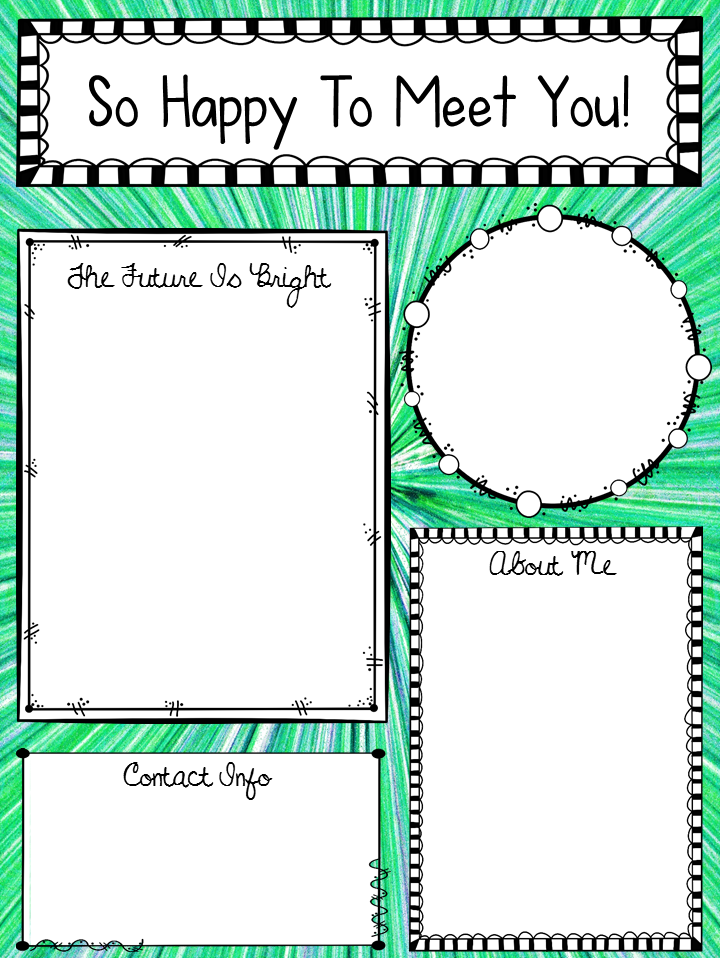 So Happy To Meet You!
The Future Is Bright
About Me
Contact Info